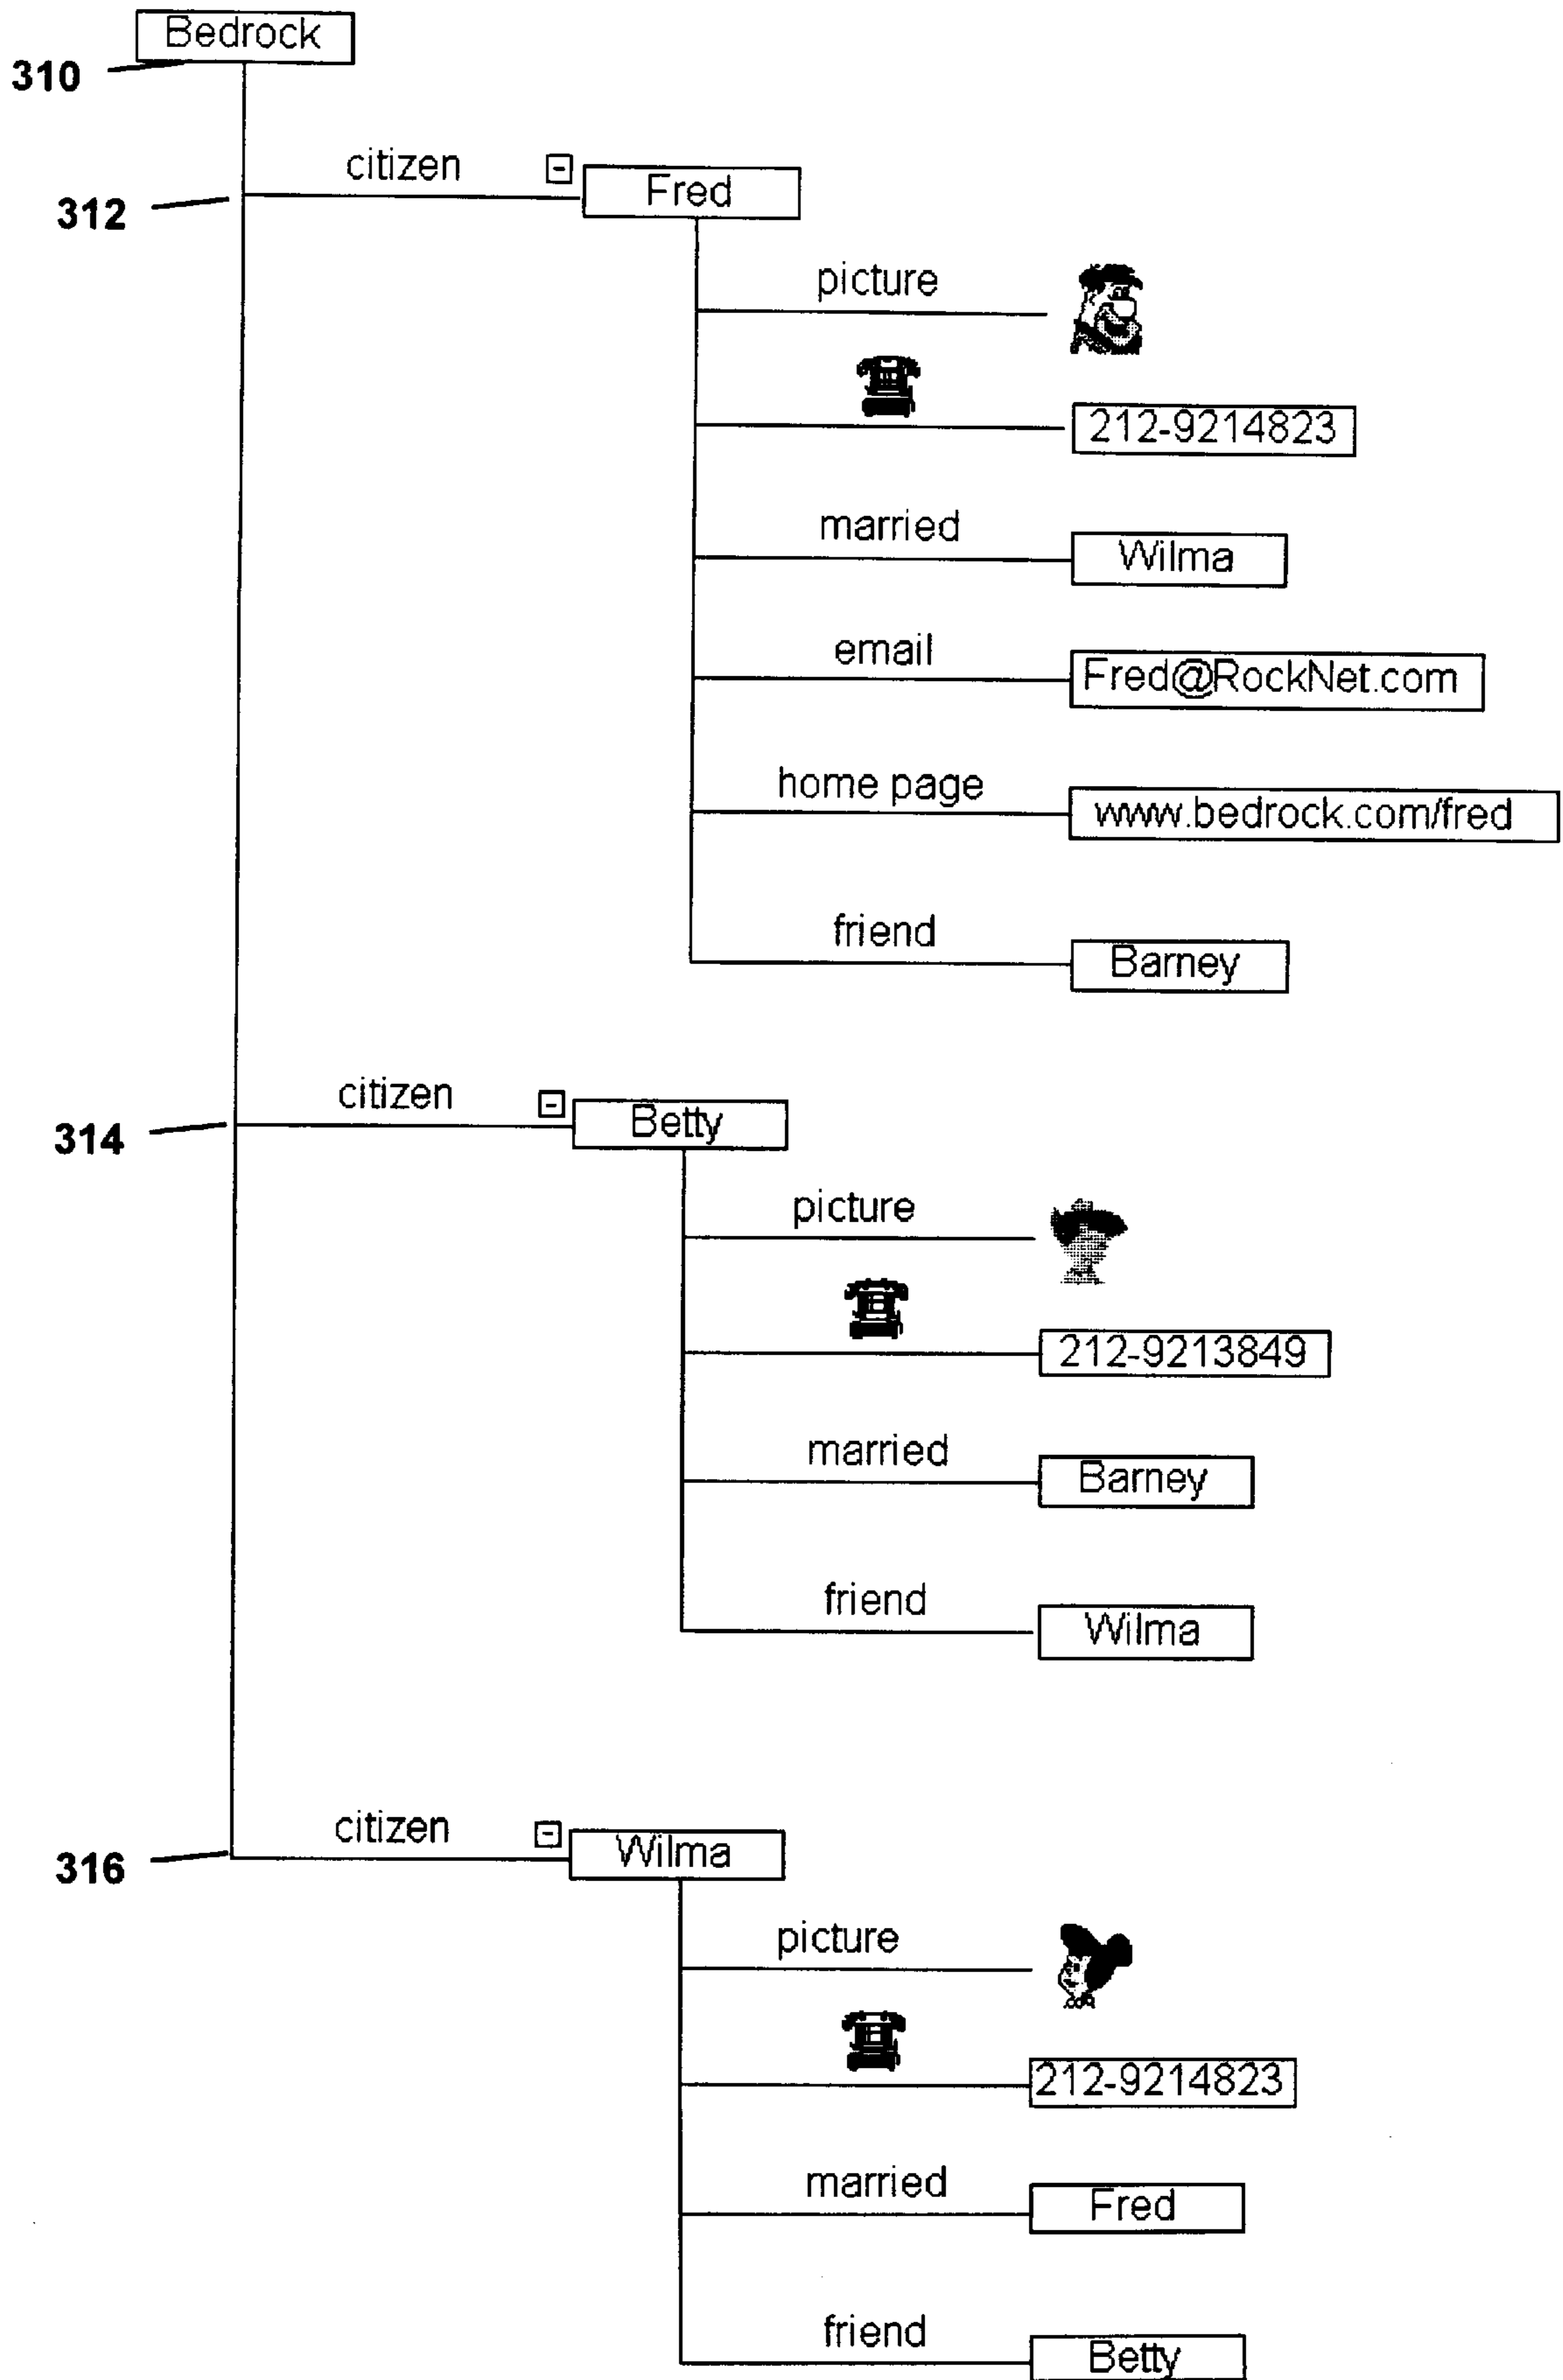 Bedrock
310
citizen
Fred
312
picture
212-9214823
married
Wilma
email
Fred@RockNet.com
home page
www.bedrock.com/fred
friend
Barney
citizen
Betty
314
picture
212-9213849
married
Barney
friend
Wilma
citizen
Wilma
316
picture
212-9214823
married
Fred
friend
Betty